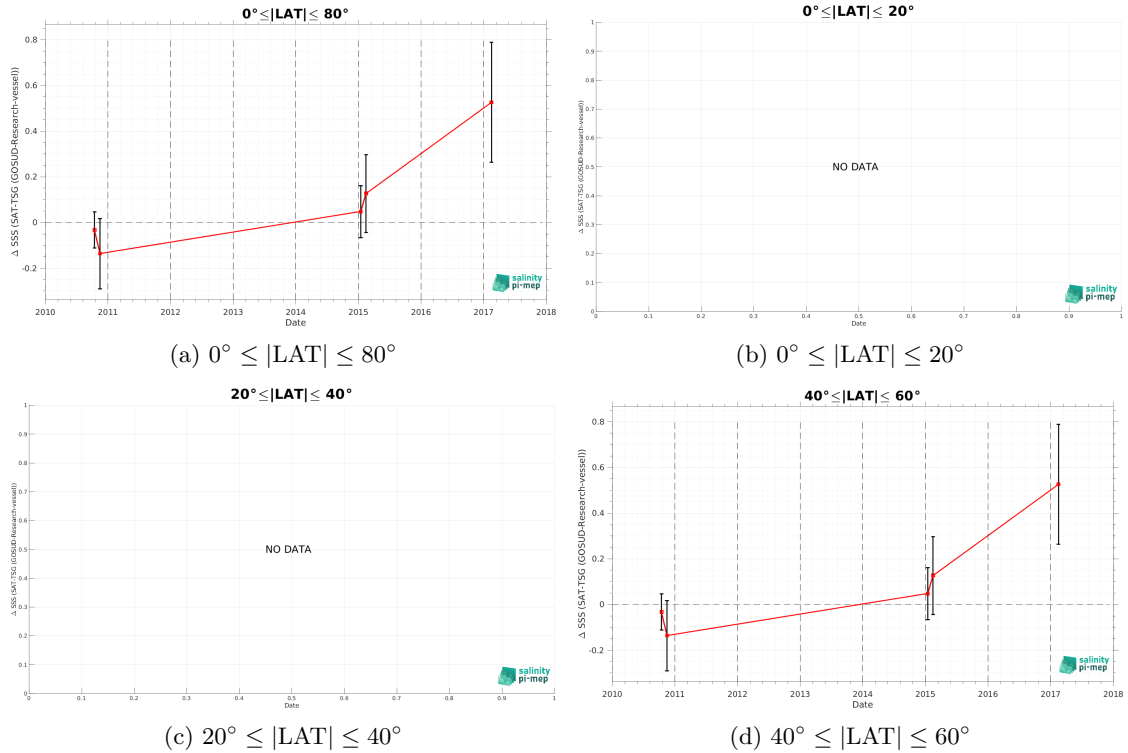 0°≤|LAT|≤ 80°
0.8
0.6
0.4
0.2
0
-0.2
Δ SSS (SAT-TSG (GOSUD-Research-vessel))
2010 2011 2012 2013 2014 2015 2016 2017 2018
Date
salinity
pi-mep
(a) 0° ≤ |LAT| ≤ 80°
0°≤|LAT|≤ 20°
1
0.9
0.8
0.7
0.6
0.5
0.4
0.3
0.2
0.1
0
Δ SSS (SAT-TSG (GOSUD-Research-vessel))
NO DATA
0 0.1 0.2 0.3 0.4 0.5 0.6 0.7 0.8 0.9 1
Date
salinity
pi-mep
(b) 0° ≤ |LAT| ≤ 20°
20°≤|LAT|≤ 40°
1
0.9
0.8
0.7
0.6
0.5
0.4
0.3
0.2
0.1
0
Δ SSS (SAT-TSG (GOSUD-Research-vessel))
NO DATA
0 0.1 0.2 0.3 0.4 0.5 0.6 0.7 0.8 0.9 1
Date
salinity
pi-mep
(c) 20° ≤ |LAT| ≤ 40°
40°≤|LAT|≤ 60°
0.8
0.6
0.4
0.2
0
-0.2
Δ SSS (SAT-TSG (GOSUD-Research-vessel))
2010 2011 2012 2013 2014 2015 2016 2017 2018
Date
salinity
pi-mep
(d) 40° ≤ |LAT| ≤ 60°